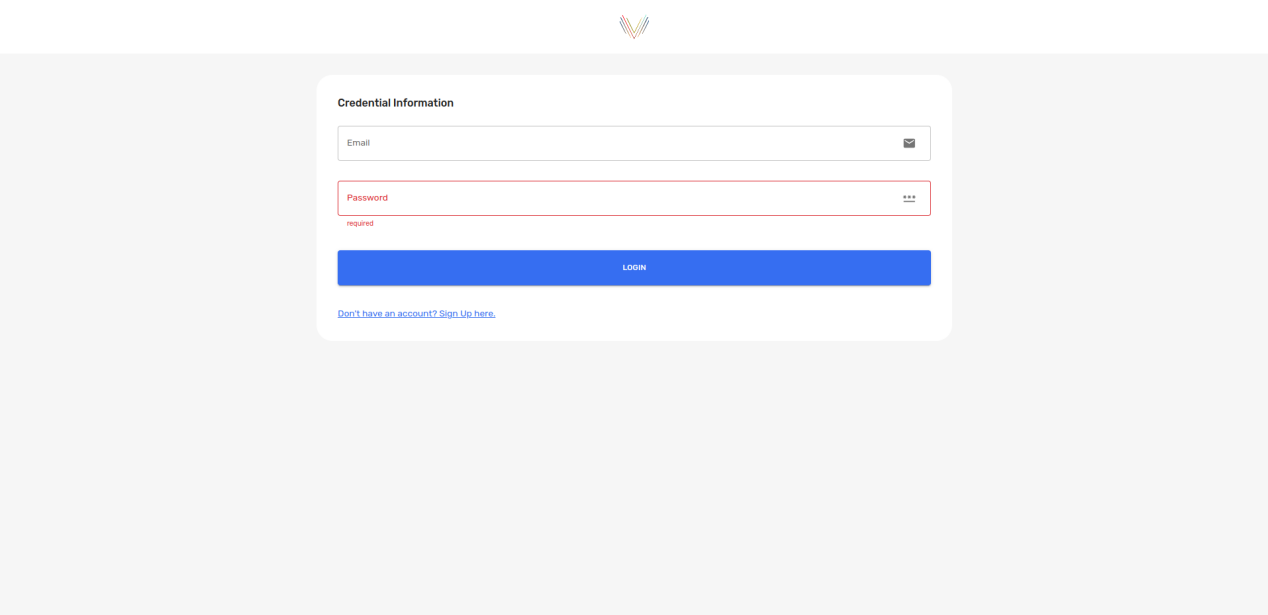 Credential Information
Email
Password
required
LOGIN
Don't have an account? Sign Up here.